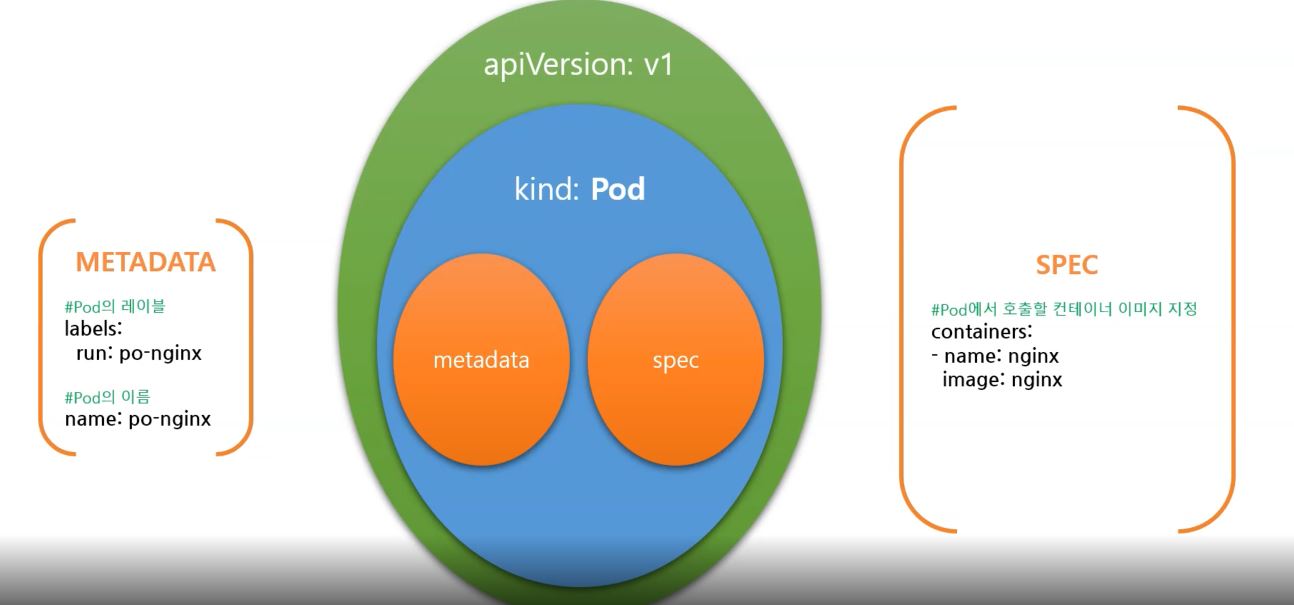 apiVersion: v1
kind: Pod
metadata
spec
METADATA
#Pod의 레이블
labels:
run: po-nginx
#Pod의 이름
name: po-nginx
SPEC
#Pod에서 호출할 컨테이너 이미지 지정
containers:
- name: nginx
image: nginx